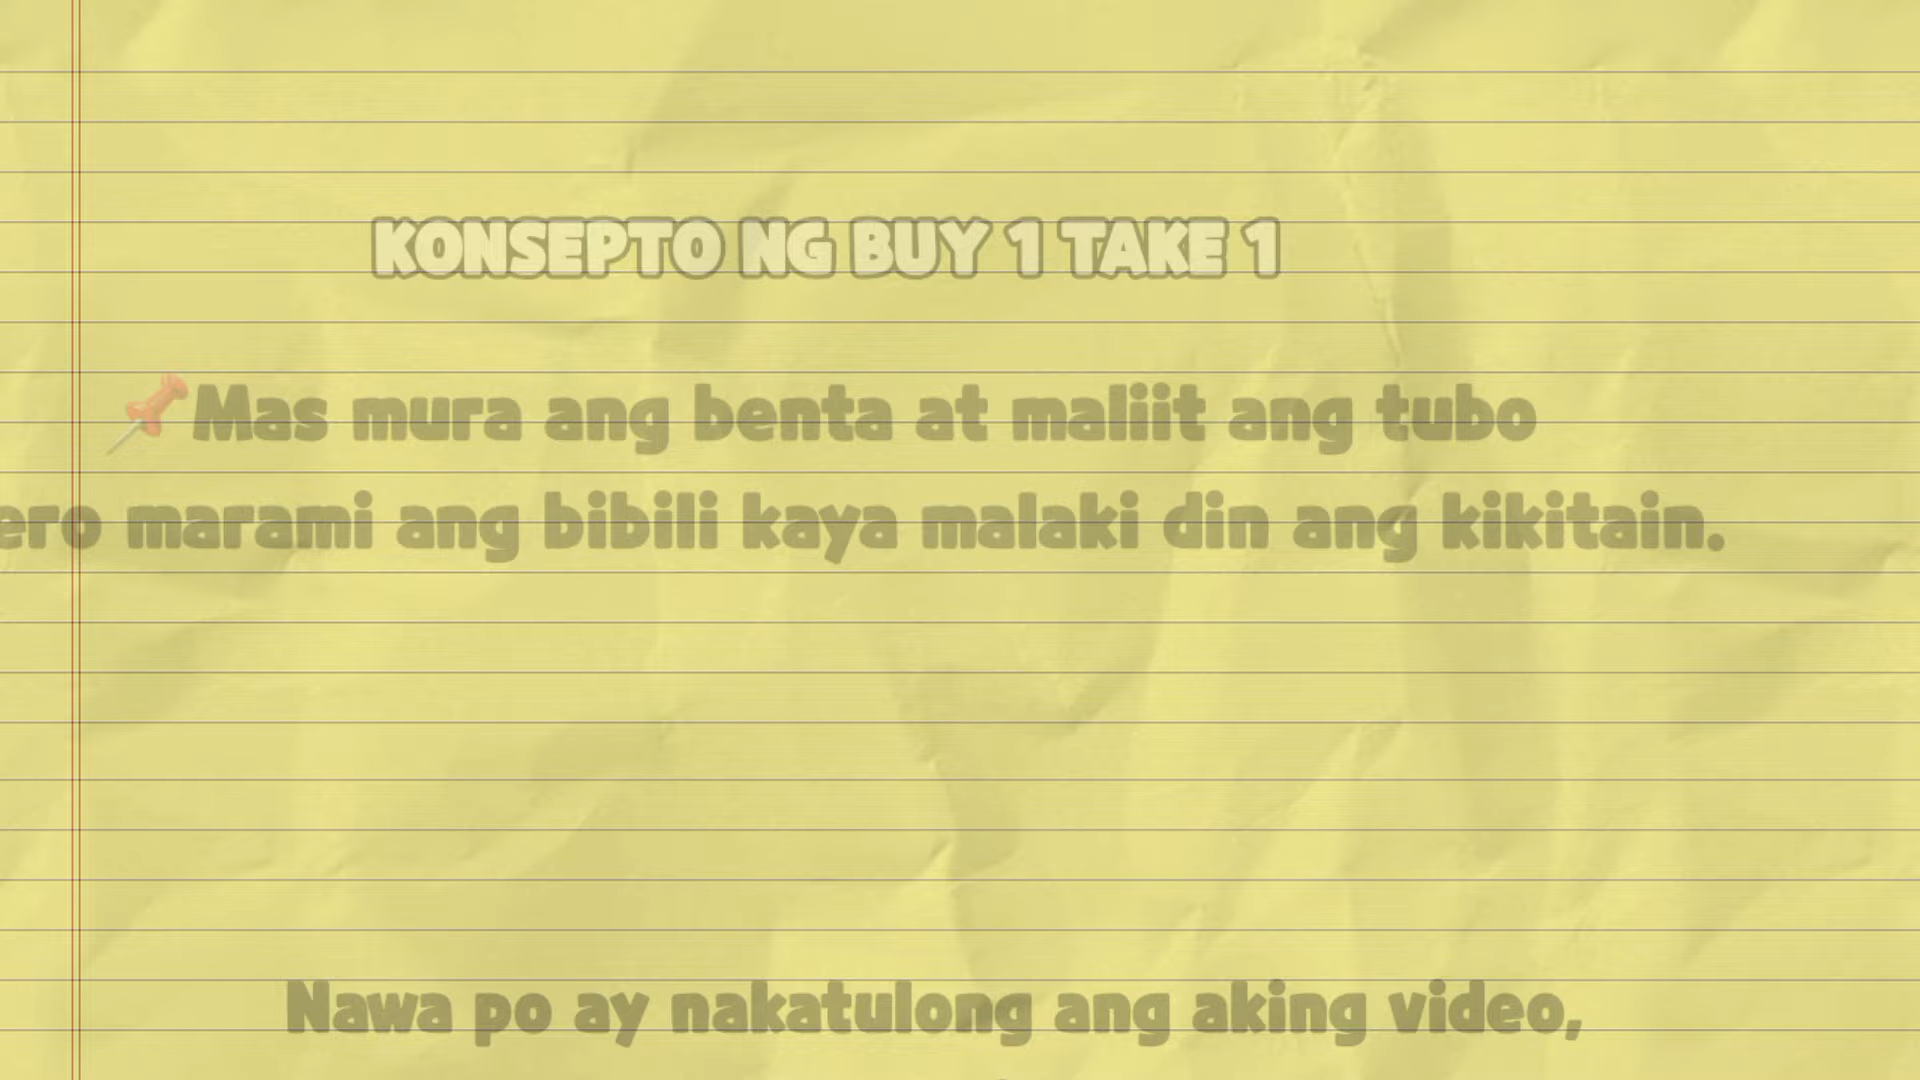 KONSEPTO NG BUY 1 TAKE 1
📌Mas mura ang benta at maliit ang tubo
ero marami ang bibili kaya malaki din ang kikitain.
Nawa po ay nakatulong ang aking video,